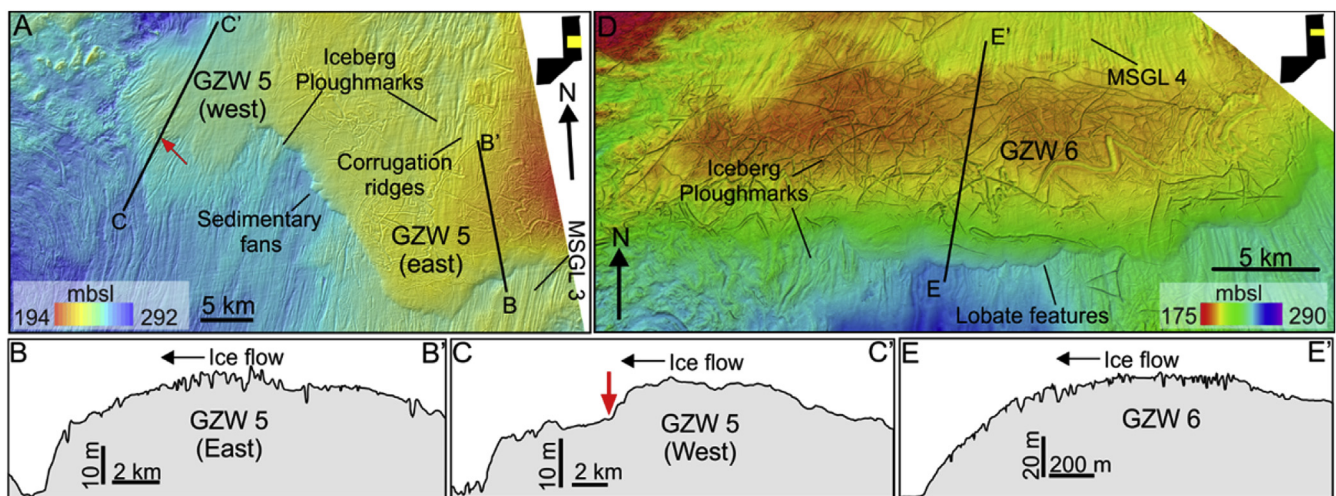 A
C'
GZW 5
(west)
Iceberg
Ploughmarks
N
B'
Corrugation
ridges
C
Sedimentary
fans
GZW 5
(east)
MSGL 3
B
mbsl
194
292
5 km
D
E'
MSGL 4
GZW 6
Iceberg
Ploughmarks
N
5 km
E
Lobate features
mbsl
175
290
B
Ice flow
B'
GZW 5
(East)
10 m
2 km
C
Ice flow
C'
GZW 5
(West)
10 m
2 km
E
Ice flow
E'
GZW 6
20 m
200 m